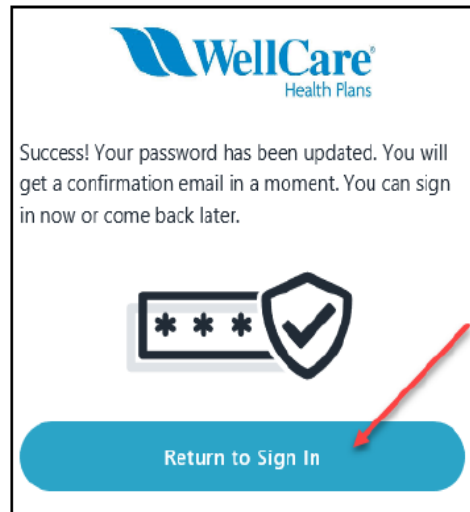 WellCare®
Health Plans
Success! Your password has been updated. You will
get a confirmation email in a moment. You can sign
in now or come back later.
* * *
Return to Sign In